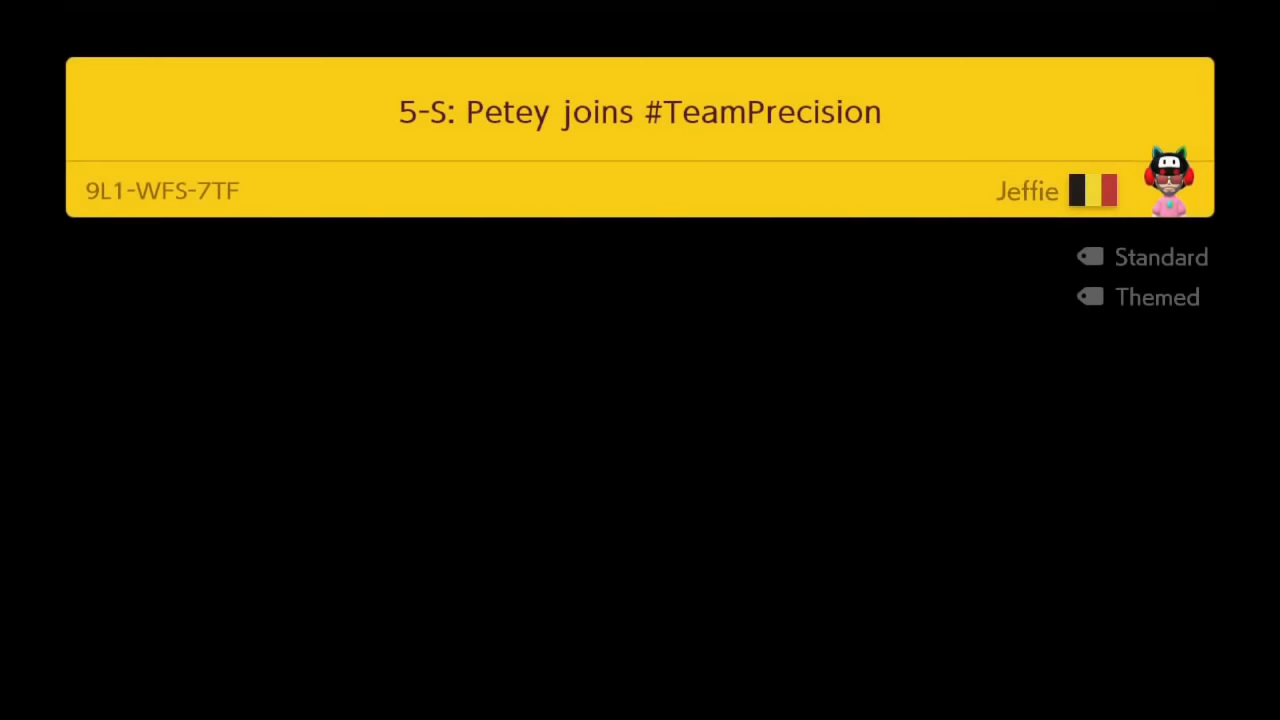 5-S: Petey joins #TeamPrecision
9L1-WFS-7TF
Jeffie
Standard
Themed